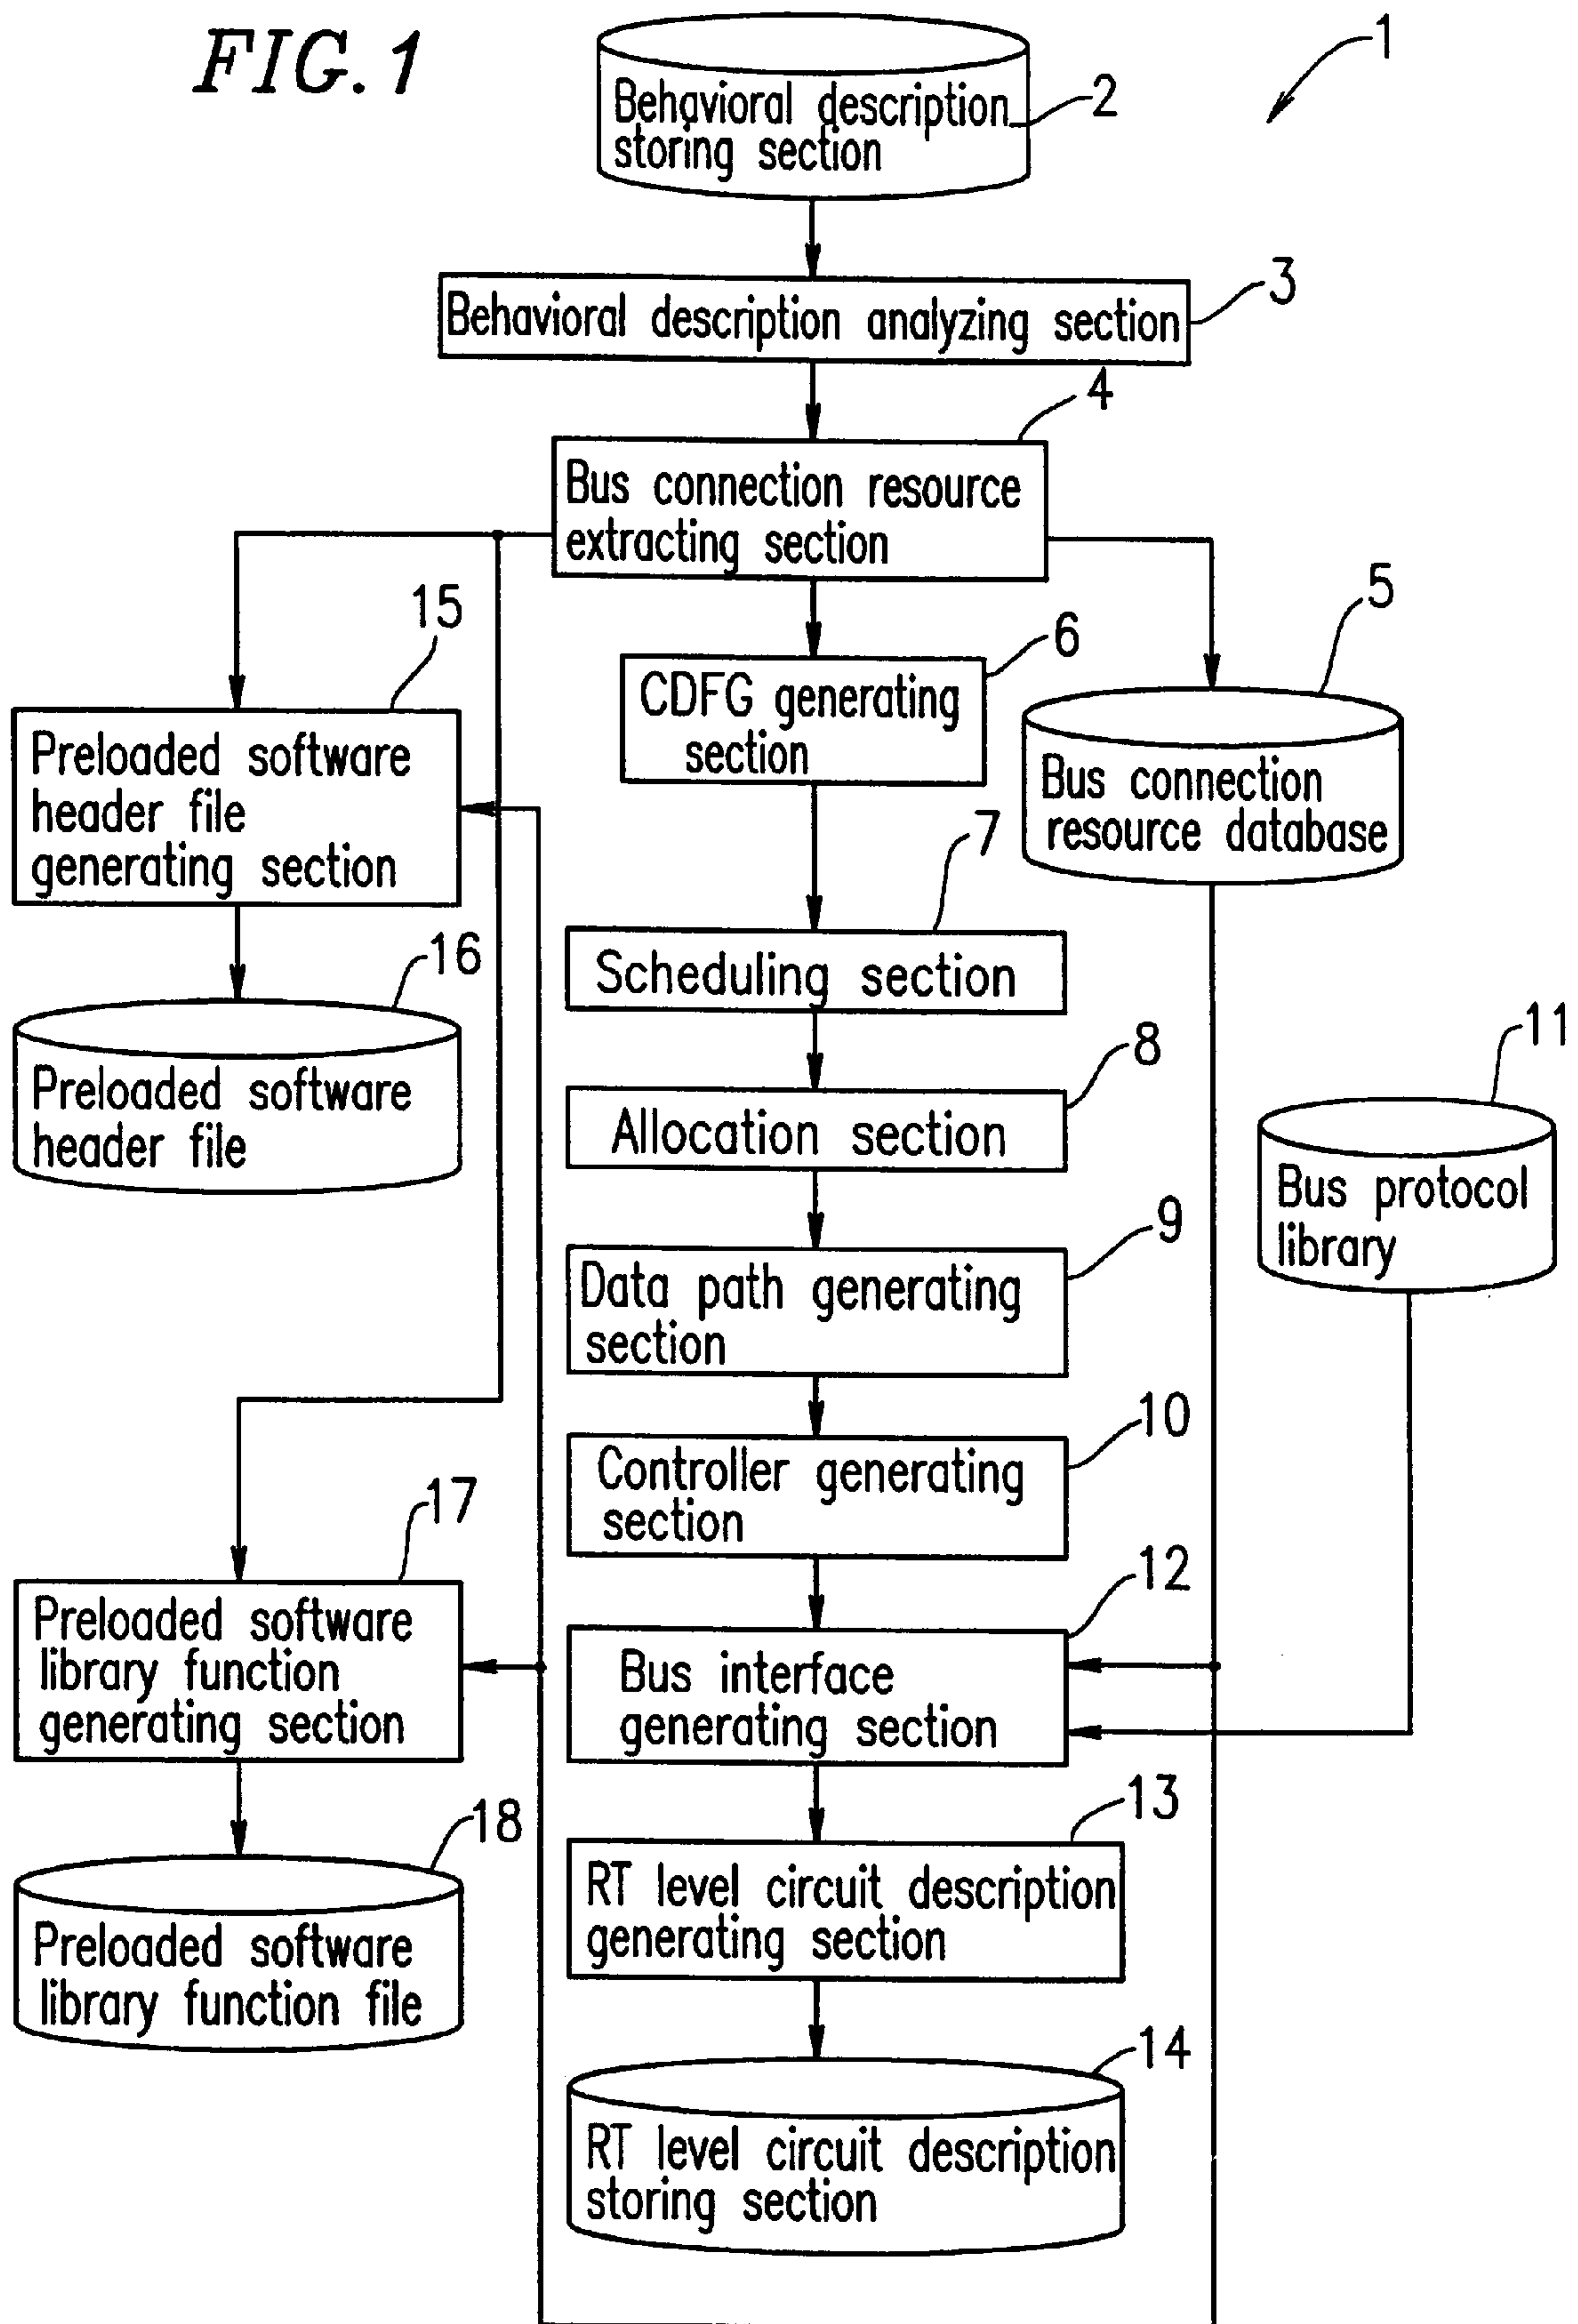 FIG. 1
1
Behavioral description
storing section
2
Behavioral description analyzing section
3
4
Bus connection resource
extracting section
15
6
5
CDFG generating
section
Preloaded software
header file
generating section
Bus connection
resource database
7
16
Scheduling section
Preloaded software
header file
8
11
Allocation section
Bus protocol
library
9
Data path generating
section
10
Controller generating
section
17
12
Preloaded software
library function
generating section
Bus interface
generating section
13
18
RT level circuit description
generating section
Preloaded software
library function file
14
RT level circuit description
storing section